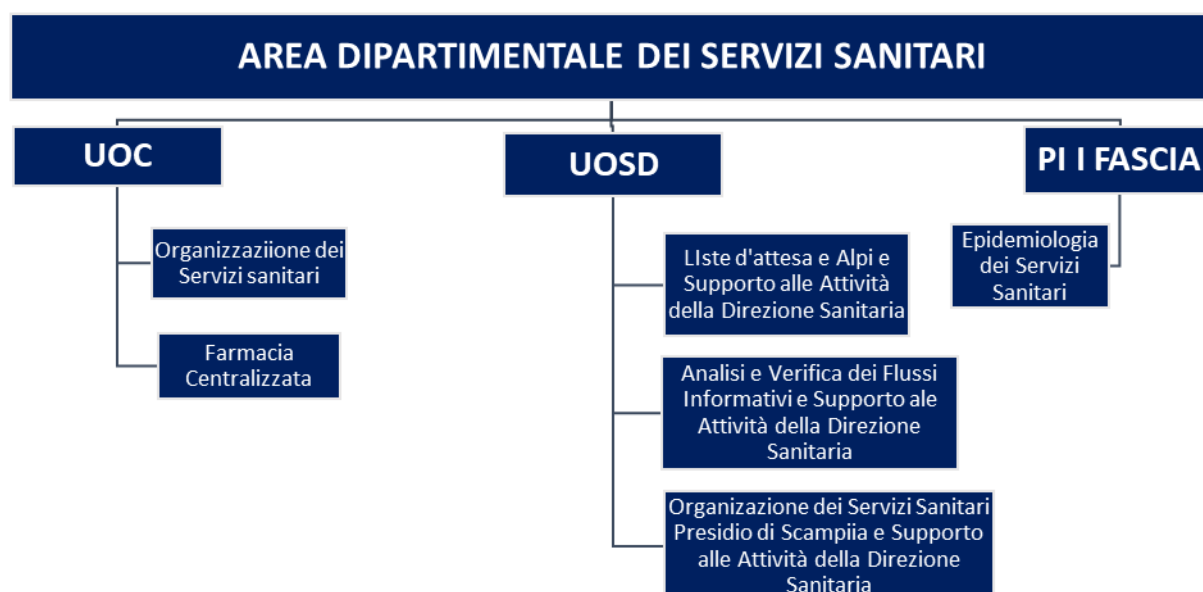 AREA DIPARTIMENTALE DEI SERVIZI SANITARI
UOC
Organizzaiione dei
Servizi sanitari
Farmacia
Centralizzata
UOSD
LIste d'attesa e Alpi e
Supporto alle Attività
della Direzione Sanitaria
Analisi e Verifica dei Flussi
Informativi e Supporto ale
Attività della Direzione
Sanitaria
Organizazione dei Servizi Sanitari
Presidio di Scampiia e Supporto
alle Attività della Direzione
Sanitaria
PI I FASCIA
Epidemiologia
dei Servizi
Sanitari